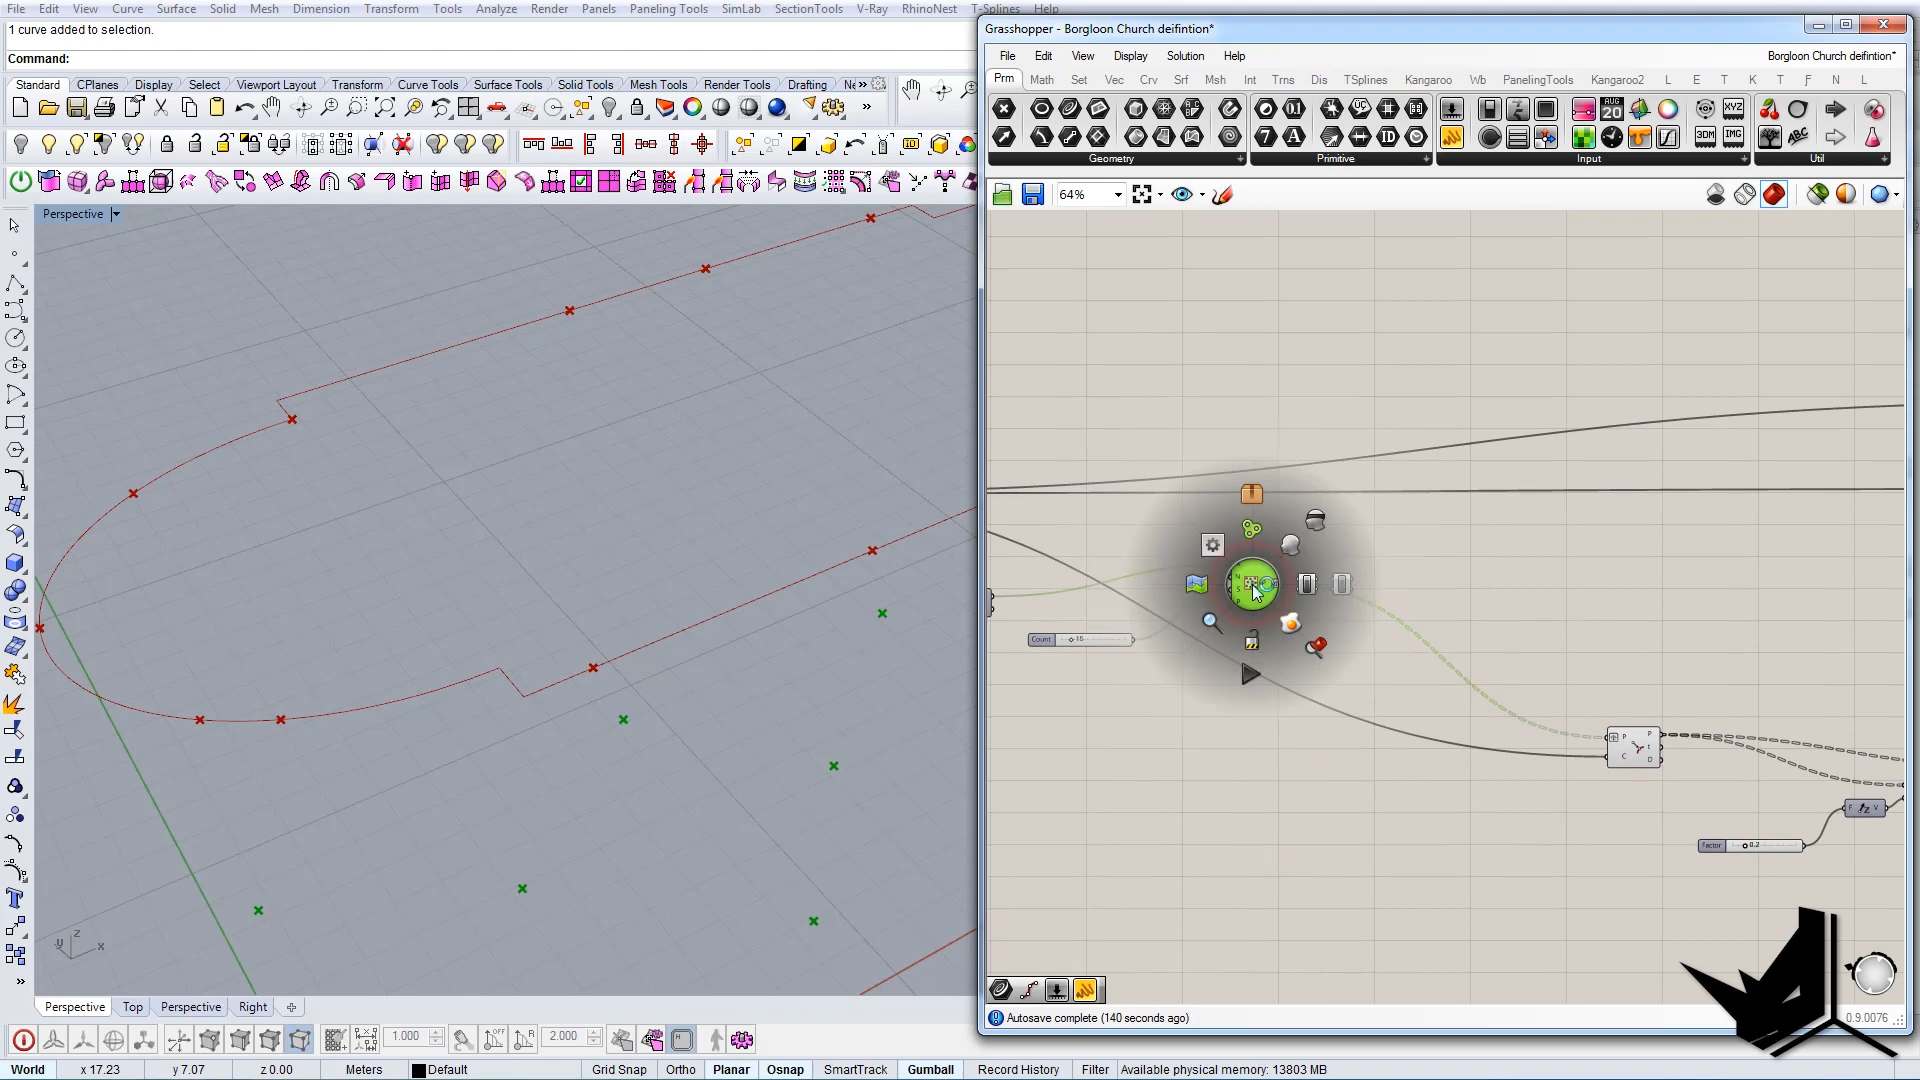 File Edit View Curve Surface Solid Mesh Dimension Transform Tools Analyze Render Panels Paneling Tools SimLab SectionTools V-Ray RhinoNest T-Splines Help
1 curve added to selection.
Command:
Standard CPlanes Display Select Viewport Layout Transform Curve Tools Surface Tools Solid Tools Mesh Tools Render Tools Drafting
Perspective
Grasshopper - Borgloon Church deifintion*
File Edit View Display Solution Help Borgloon Church deifintion*
Prm Math Set Vec Crv Srf Msh Int Trns Dis TSplines Kangaroo Wb PanelingTools Kangaroo2 L E T K T F N L
Geometry Primitive Input Util
64%
Count 15
P C P t D
F V
Factor 0.2
z y x
Perspective Top Perspective Right
1.000 2.000
Autosave complete (140 seconds ago) 0.9.0076
World x 17.23 y 7.07 z 0.00 Meters Default Grid Snap Ortho Planar Osnap SmartTrack Gumball Record History Filter Available physical memory: 13803 MB